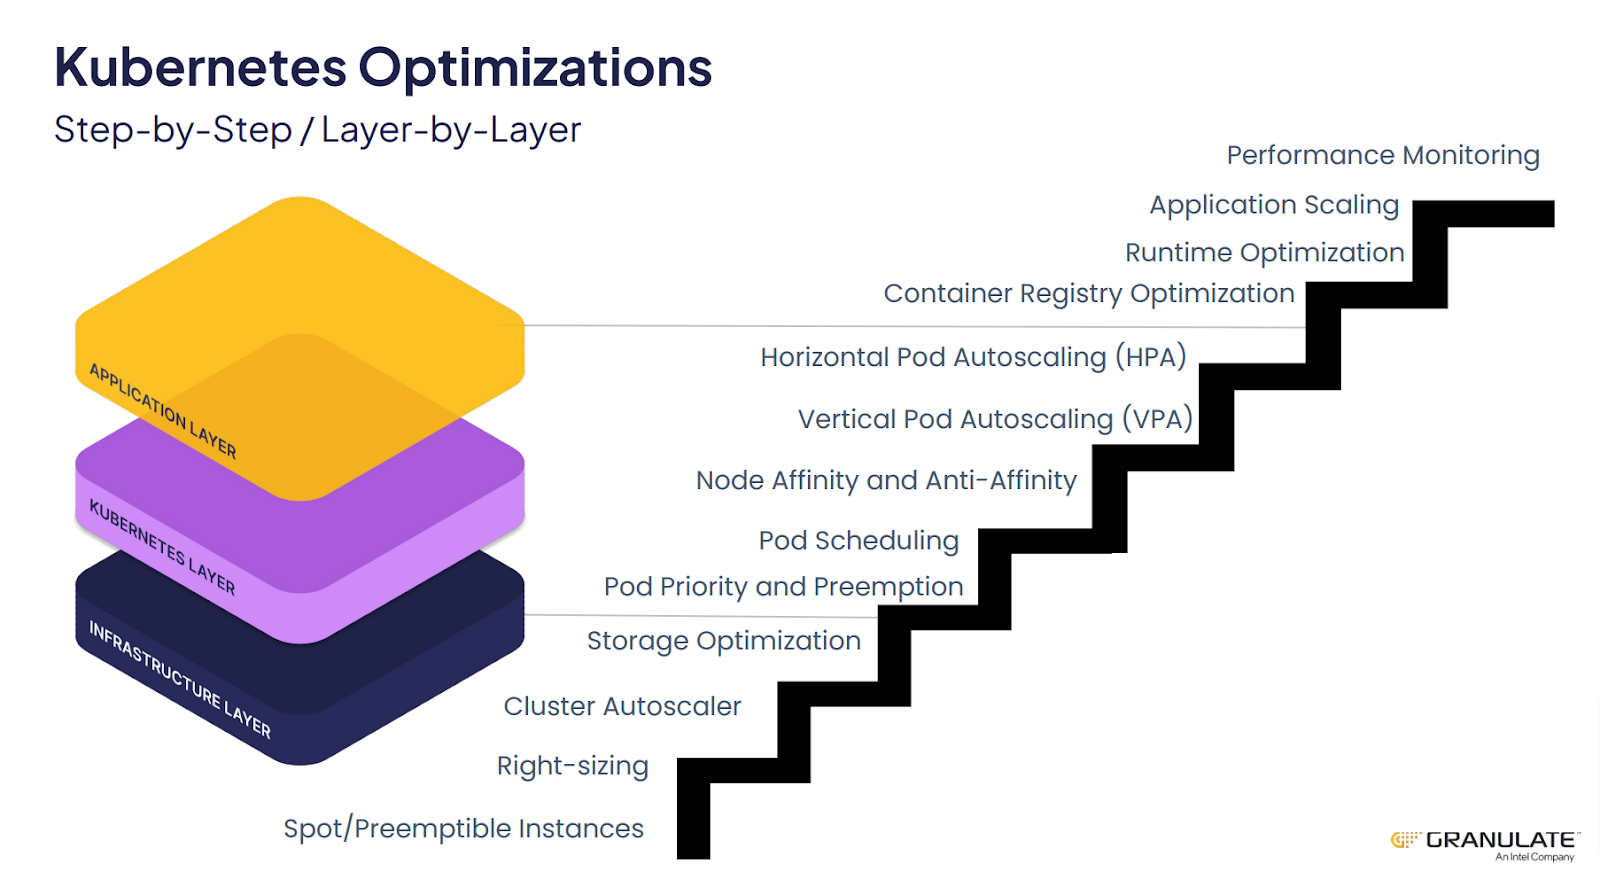 Kubernetes Optimizations
Step-by-Step / Layer-by-Layer
Performance Monitoring
Application Scaling
Runtime Optimization
Container Registry Optimization
Horizontal Pod Autoscaling (HPA)
Vertical Pod Autoscaling (VPA)
Node Affinity and Anti-Affinity
Pod Scheduling
Pod Priority and Preemption
Storage Optimization
Cluster Autoscaler
Right-sizing
Spot/Preemptible Instances
APPLICATION LAYER
KUBERNETES LAYER
INFRASTRUCTURE LAYER
GRANULATE™
An Intel Company